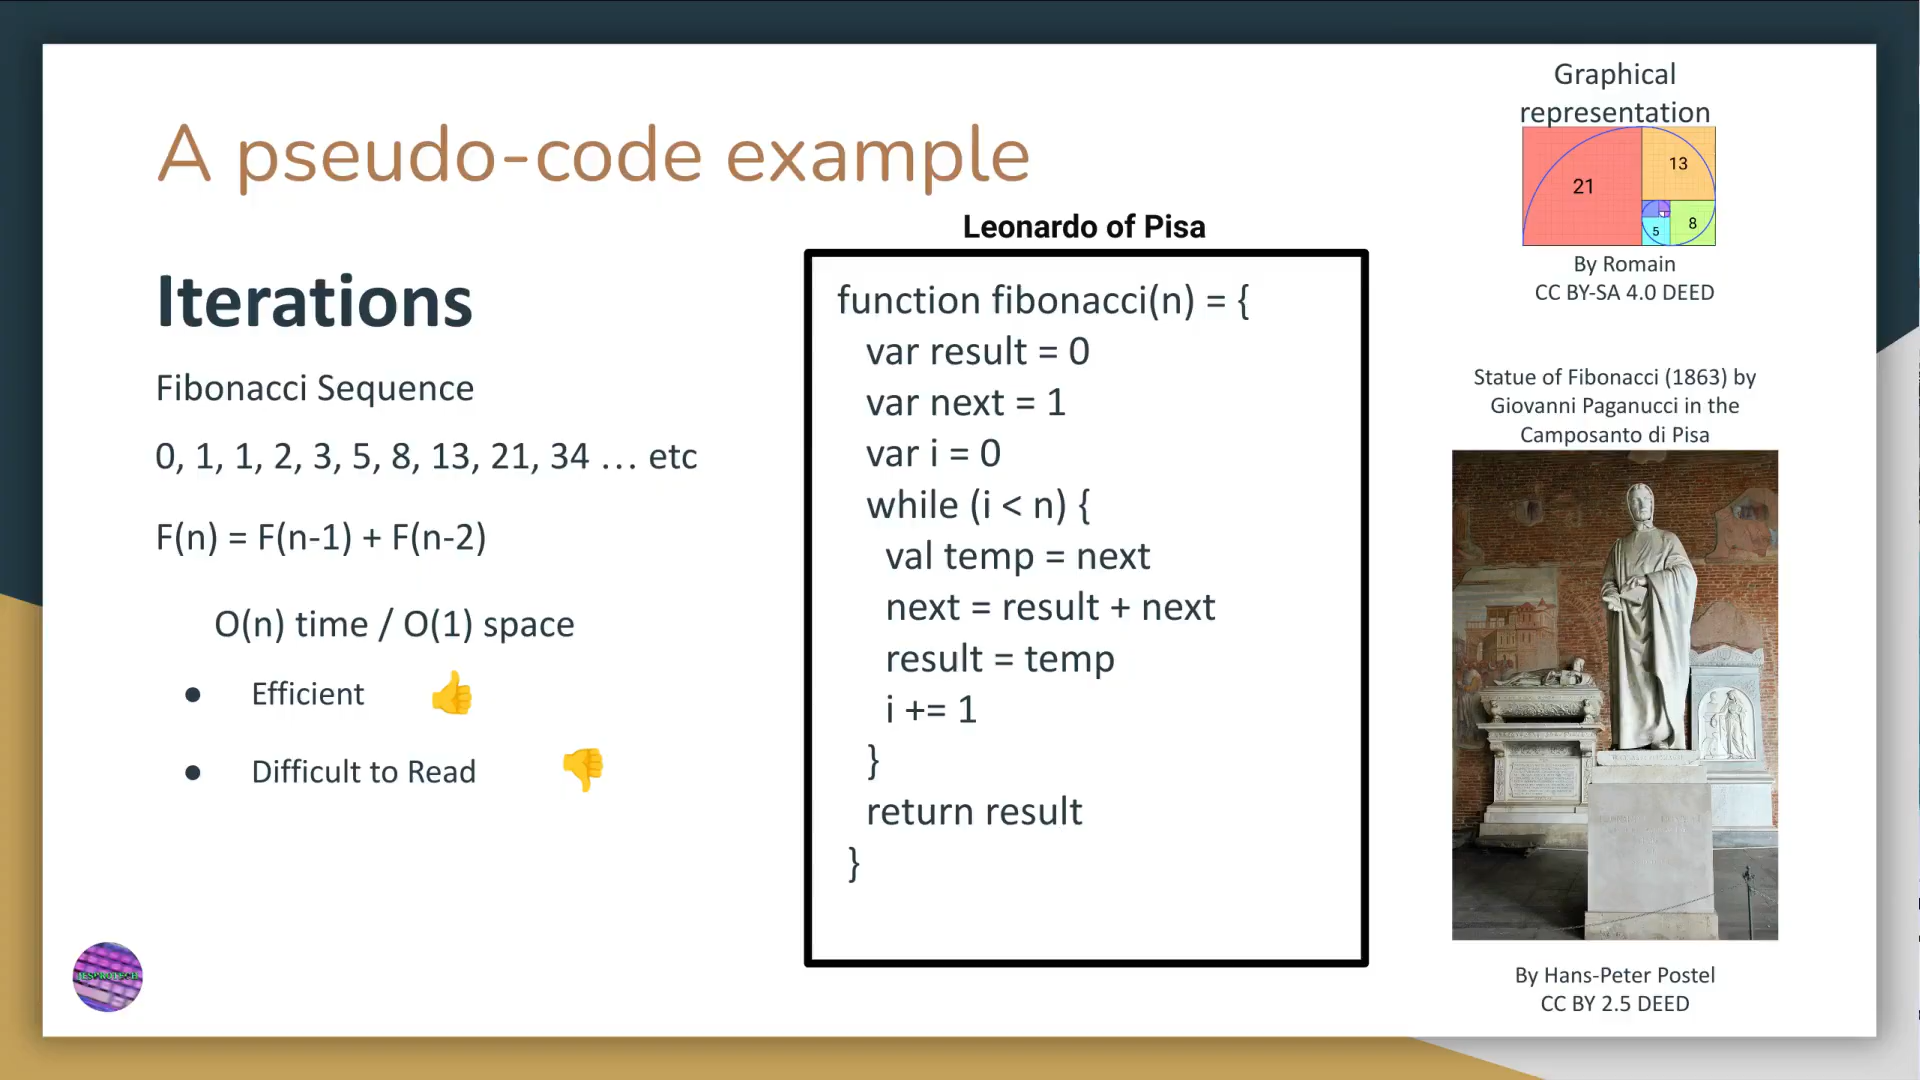 A pseudo-code example
Iterations
Fibonacci Sequence
0, 1, 1, 2, 3, 5, 8, 13, 21, 34 … etc
F(n) = F(n-1) + F(n-2)
O(n) time / O(1) space
● Efficient 👍
● Difficult to Read 👎
JESPROTECH
Leonardo of Pisa
function fibonacci(n) = {
var result = 0
var next = 1
var i = 0
while (i < n) {
val temp = next
next = result + next
result = temp
i += 1
}
return result
}
Graphical
representation
21
13
8
5
By Romain
CC BY-SA 4.0 DEED
Statue of Fibonacci (1863) by
Giovanni Paganucci in the
Camposanto di Pisa
By Hans-Peter Postel
CC BY 2.5 DEED